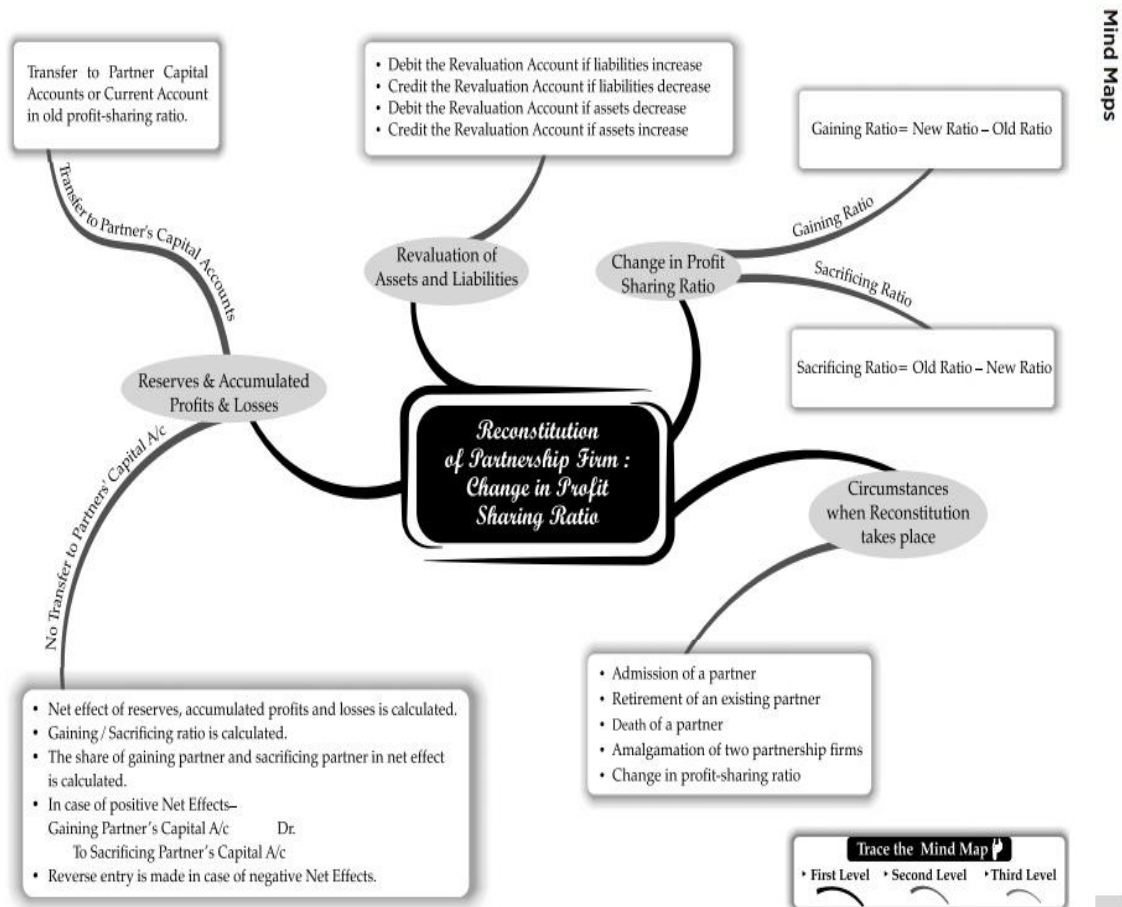 Mind Maps
Transfer to Partner Capital
Accounts or Current Account
in old profit-sharing ratio.
• Debit the Revaluation Account if liabilities increase
• Credit the Revaluation Account if liabilities decrease
• Debit the Revaluation Account if assets decrease
• Credit the Revaluation Account if assets increase
Gaining Ratio= New Ratio – Old Ratio
Transfer to Partner's Capital Accounts
Revaluation of
Assets and Liabilities
Change in Profit
Sharing Ratio
Gaining Ratio
Sacrificing Ratio
Sacrificing Ratio= Old Ratio – New Ratio
Reserves & Accumulated
Profits & Losses
Reconstitution
of Partnership Firm :
Change in Profit
Sharing Ratio
Circumstances
when Reconstitution
takes place
No Transfer to Partners' Capital A/c
• Net effect of reserves, accumulated profits and losses is calculated.
• Gaining / Sacrificing ratio is calculated.
• The share of gaining partner and sacrificing partner in net effect
is calculated.
• In case of positive Net Effects–
Gaining Partner's Capital A/c Dr.
To Sacrificing Partner's Capital A/c
• Reverse entry is made in case of negative Net Effects.
• Admission of a partner
• Retirement of an existing partner
• Death of a partner
• Amalgamation of two partnership firms
• Change in profit-sharing ratio
Trace the Mind Map
First Level Second Level Third Level